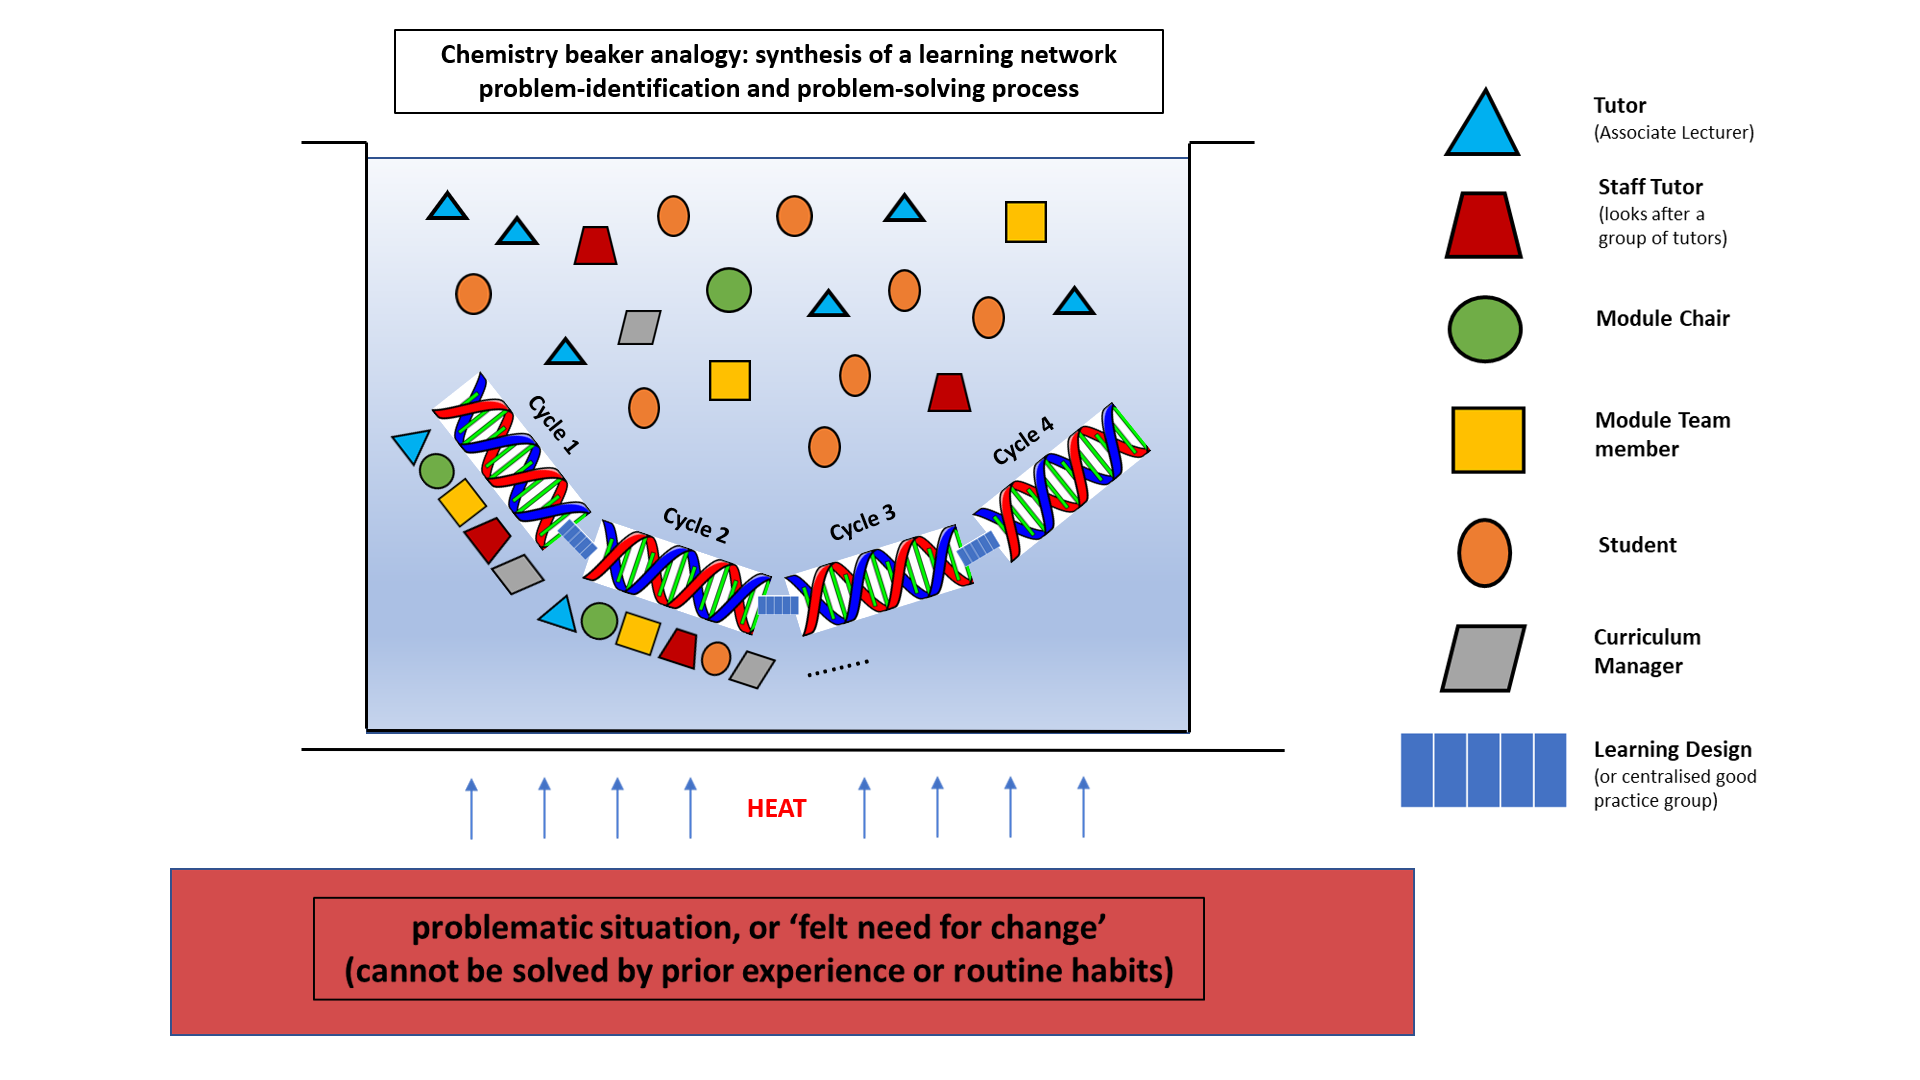 Chemistry beaker analogy: synthesis of a learning network
problem-identification and problem-solving process
Cycle 1
Cycle 2
Cycle 3
Cycle 4
.......
HEAT
problematic situation, or ‘felt need for change’
(cannot be solved by prior experience or routine habits)
Tutor
(Associate Lecturer)
Staff Tutor
(looks after a
group of tutors)
Module Chair
Module Team
member
Student
Curriculum
Manager
Learning Design
(or centralised good
practice group)